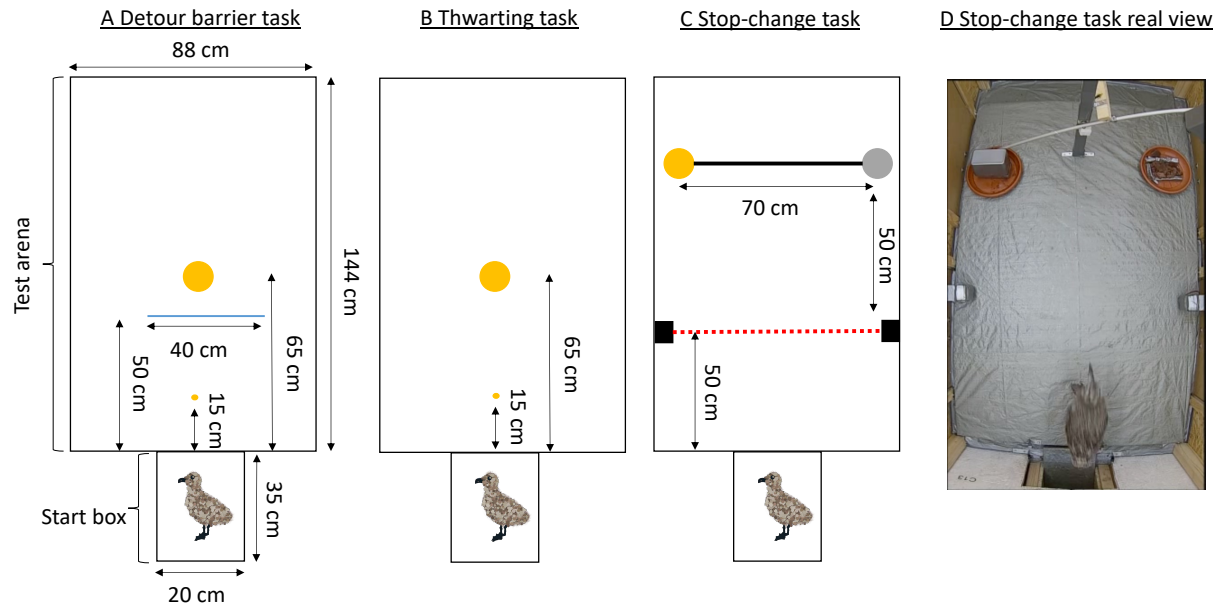 A Detour barrier task
B Thwarting task
C Stop-change task
D Stop-change task real view
88 cm
Test arena
144 cm
40 cm
50 cm
65 cm
15 cm
65 cm
15 cm
70 cm
50 cm
50 cm
Start box
35 cm
20 cm
C13